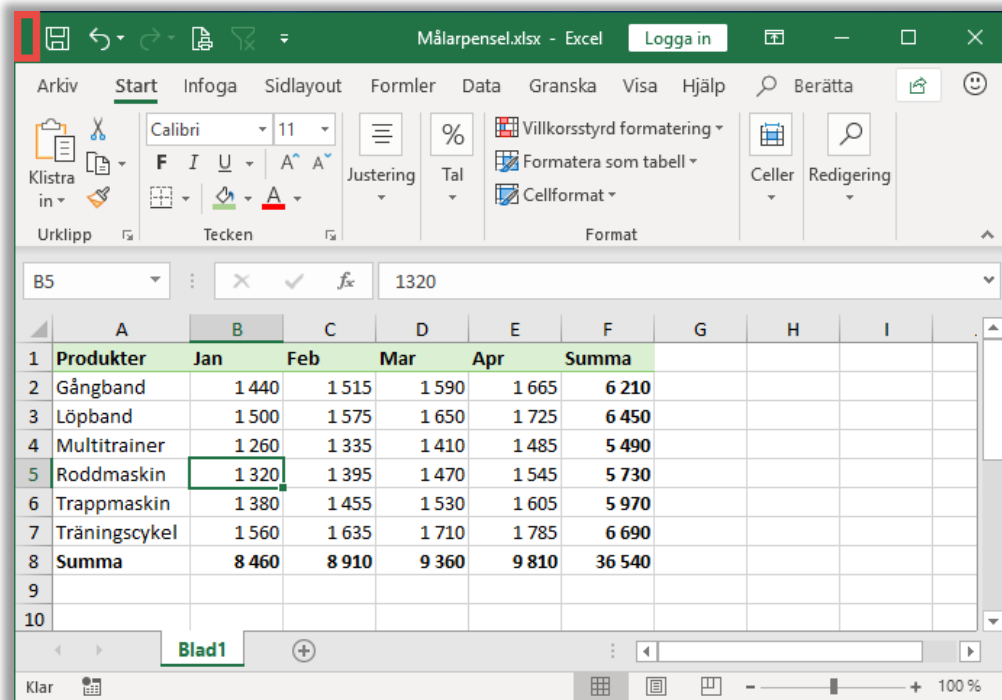 Målarpensel.xlsx - Excel Logga in
Arkiv Start Infoga Sidlayout Formler Data Granska Visa Hjälp Berätta
Calibri 11 % Villkorsstyrd formatering
F I U A A Formatera som tabell
Klistra in Justering Tal Cellformat Celler Redigering
A
Urklipp Tecken Format
B5 fx 1320
A B C D E F G H I
1 Produkter Jan Feb Mar Apr Summa
2 Gångband 1 440 1 515 1 590 1 665 6 210
3 Löpband 1 500 1 575 1 650 1 725 6 450
4 Multitrainer 1 260 1 335 1 410 1 485 5 490
5 Roddmaskin 1 320 1 395 1 470 1 545 5 730
6 Trappmaskin 1 380 1 455 1 530 1 605 5 970
7 Träningscykel 1 560 1 635 1 710 1 785 6 690
8 Summa 8 460 8 910 9 360 9 810 36 540
9
10
Blad1
Klar 100 %